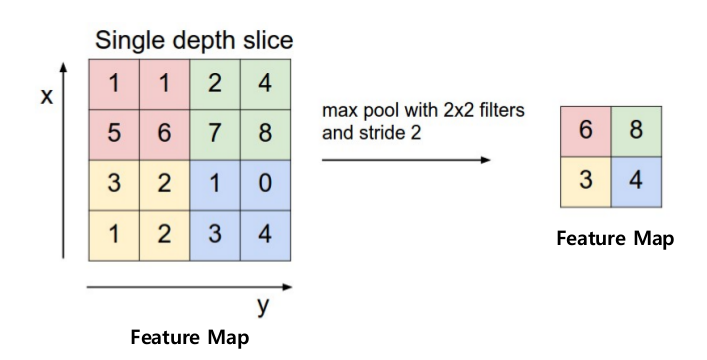 Single depth slice
x
1 1 2 4
5 6 7 8
3 2 1 0
1 2 3 4
y
Feature Map
max pool with 2x2 filters
and stride 2
6 8
3 4
Feature Map